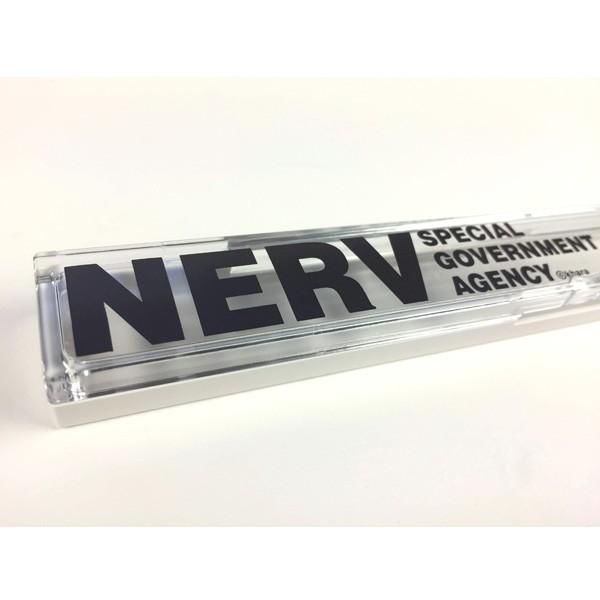 NERV
SPECIAL
GOVERNMENT
AGENCY ©khara